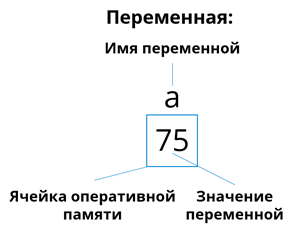 Переменная:
Имя переменной
a
75
Ячейка оперативной
памяти
Значение
переменной